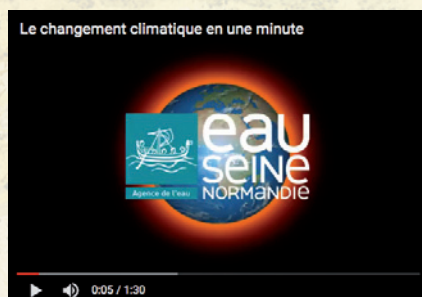 Le changement climatique en une minute
eau
seine
NORMaNDIe
Agence de l'eau
0:05 / 1:30